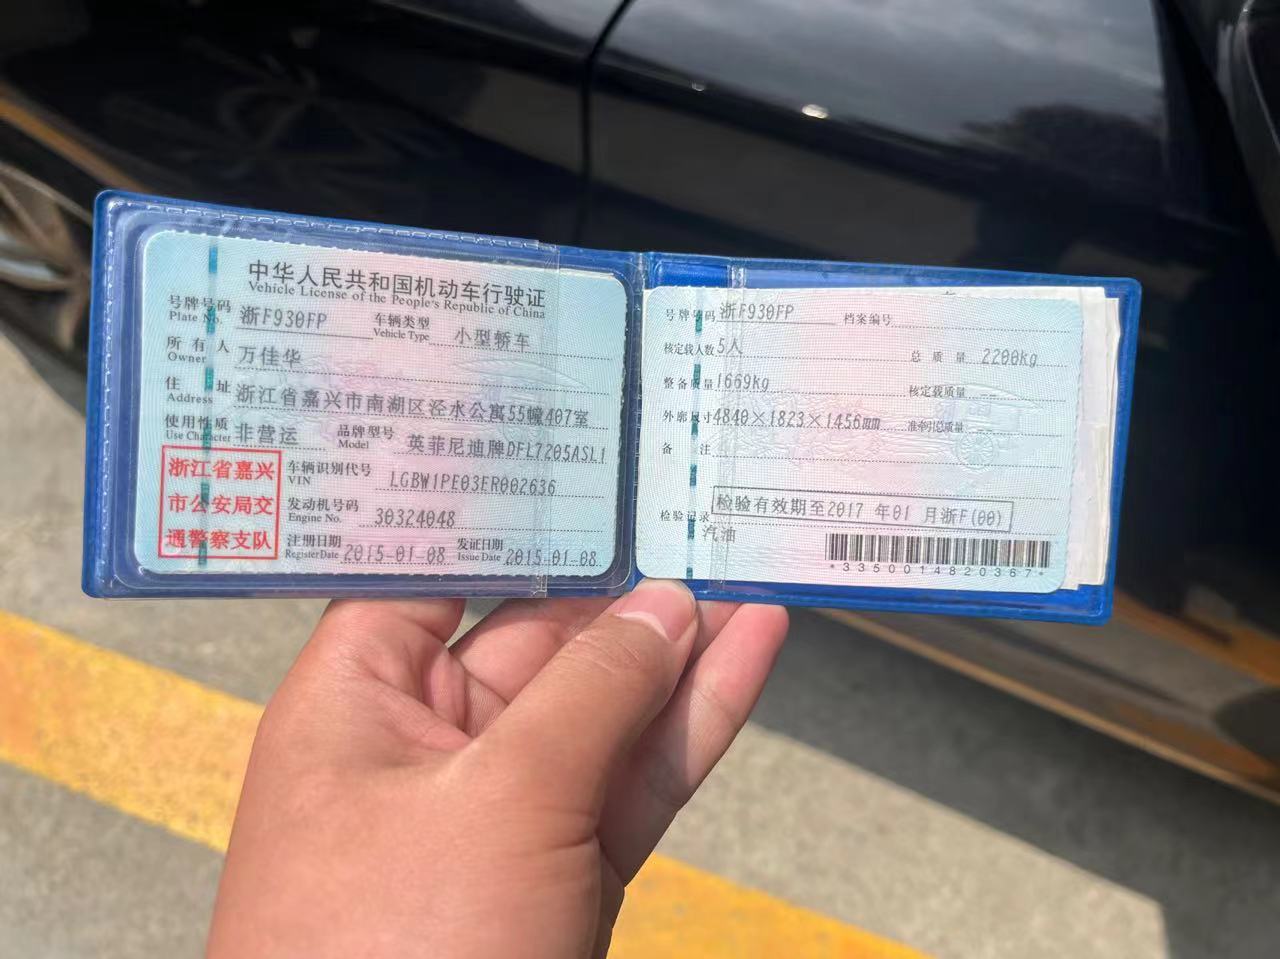 中华人民共和国机动车行驶证
Vehicle License of the People's Republic of China
号牌号码 浙F930FP 车辆类型 小型轿车
Plate No. Vehicle Type
所有人 万佳华
Owner
住址 浙江省嘉兴市南湖区泾水公寓55幢407室
Address
使用性质 非营运 品牌型号 英菲尼迪牌DFL7205ASL1
Use Character Model
浙江省嘉兴
市公安局交
通警察支队
车辆识别代号 LGBW1PE03FR002636
VIN
发动机号码 30324048
Engine No.
注册日期 2015-01-08 发证日期 2015-01-08
Register Date Issue Date
号牌号码 浙F930FP 档案编号
核定载人数 5人 总质量 2200kg
整备质量 1669kg 核定载质量 --
外廓尺寸 4840×1823×1456mm 准牵引总质量 --
备注
检验记录 检验有效期至2017 年01 月浙F(00)
汽油
*3350014820367*